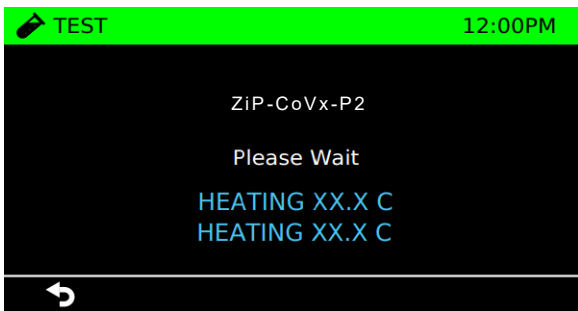 TEST 12:00PM
ZiP-CoVx-P2
Please Wait
HEATING XX.X C
HEATING XX.X C